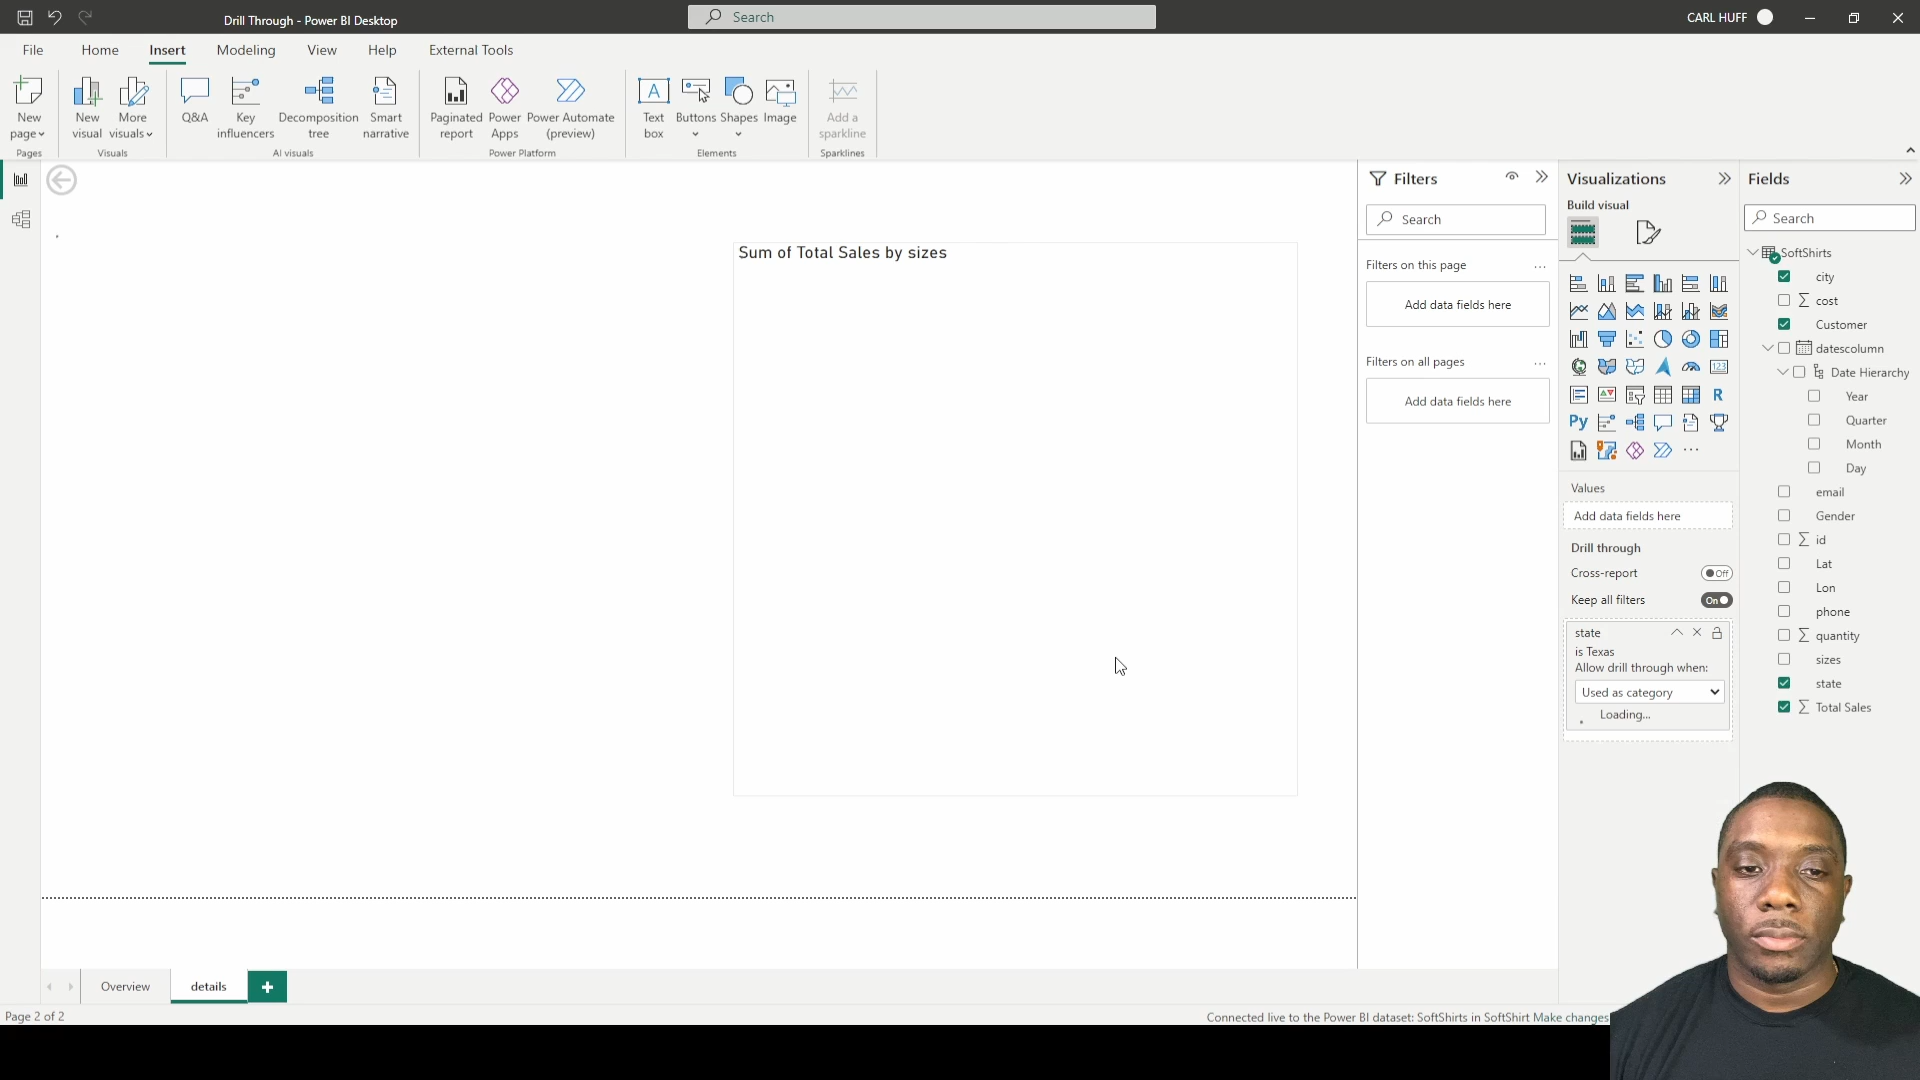 Drill Through - Power BI Desktop
Search
CARL HUFF
File
Home
Insert
Modeling
View
Help
External Tools
New page
New visual
More visuals
Q&A
Key influencers
Decomposition tree
Smart narrative
Paginated report
Power Apps
Power Automate (preview)
Text box
Buttons
Shapes
Image
Add a sparkline
Pages
Visuals
AI visuals
Power Platform
Elements
Sparklines
Sum of Total Sales by sizes
Filters
Search
Filters on this page
...
Add data fields here
Filters on all pages
...
Add data fields here
Visualizations
Build visual
123
R
Py
...
Values
Add data fields here
Drill through
Cross-report
Off
Keep all filters
On
state
is Texas
Allow drill through when:
Used as category
Loading...
Fields
Search
SoftShirts
city
∑ cost
Customer
datescolumn
Date Hierarchy
Year
Quarter
Month
Day
email
Gender
∑ id
Lat
Lon
phone
∑ quantity
sizes
state
∑ Total Sales
Overview
details
+
Page 2 of 2
Connected live to the Power BI dataset: SoftShirts in SoftShirt Make changes